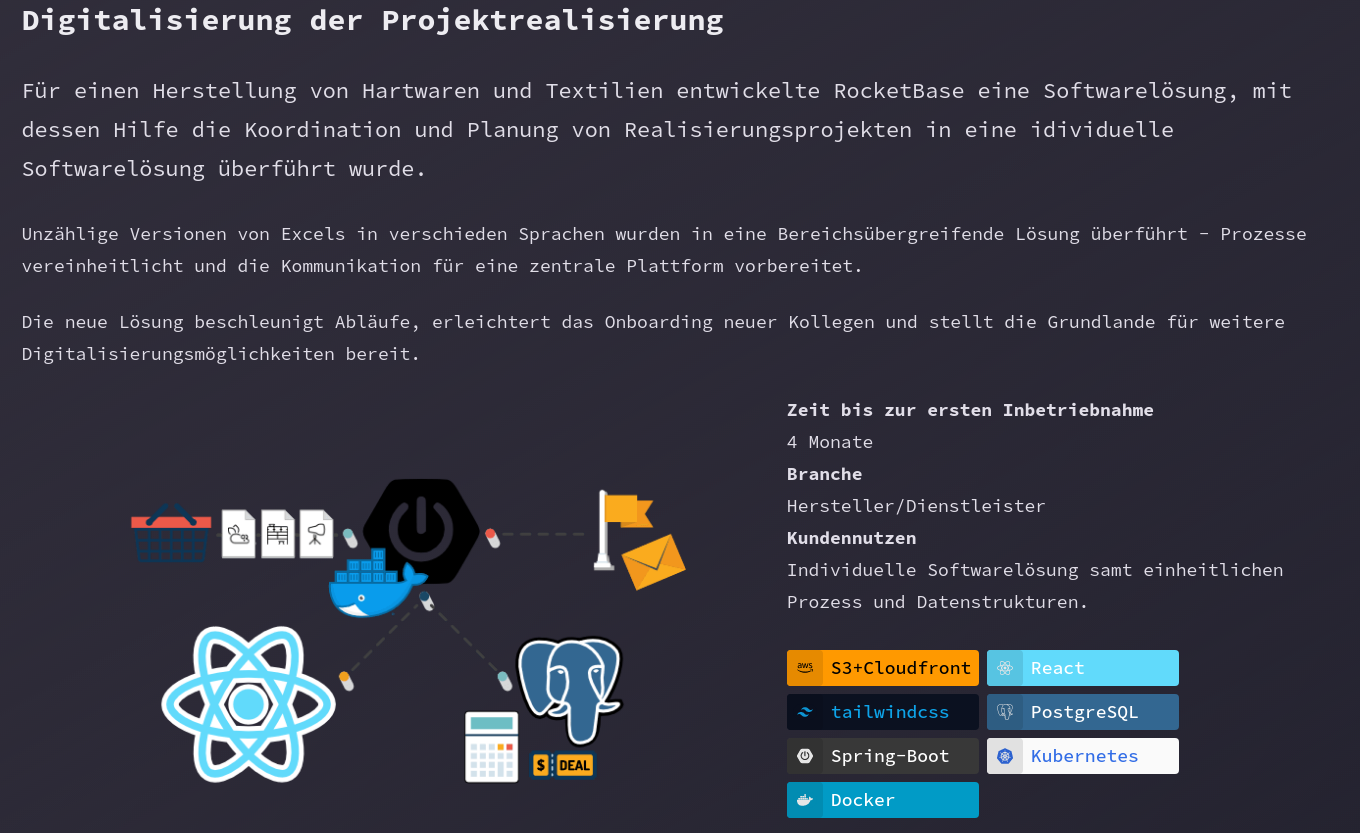 Digitalisierung der Projektrealisierung
Für einen Herstellung von Hartwaren und Textilien entwickelte RocketBase eine Softwarelösung, mit
dessen Hilfe die Koordination und Planung von Realisierungsprojekten in eine idividuelle
Softwarelösung überführt wurde.
Unzählige Versionen von Excels in verschieden Sprachen wurden in eine Bereichsübergreifende Lösung überführt - Prozesse
vereinheitlicht und die Kommunikation für eine zentrale Plattform vorbereitet.
Die neue Lösung beschleunigt Abläufe, erleichtert das Onboarding neuer Kollegen und stellt die Grundlande für weitere
Digitalisierungsmöglichkeiten bereit.
Zeit bis zur ersten Inbetriebnahme
4 Monate
Branche
Hersteller/Dienstleister
Kundennutzen
Individuelle Softwarelösung samt einheitlichen
Prozess und Datenstrukturen.
$ DEAL
aws S3+Cloudfront
React
tailwindcss
PostgreSQL
Spring-Boot
Kubernetes
Docker